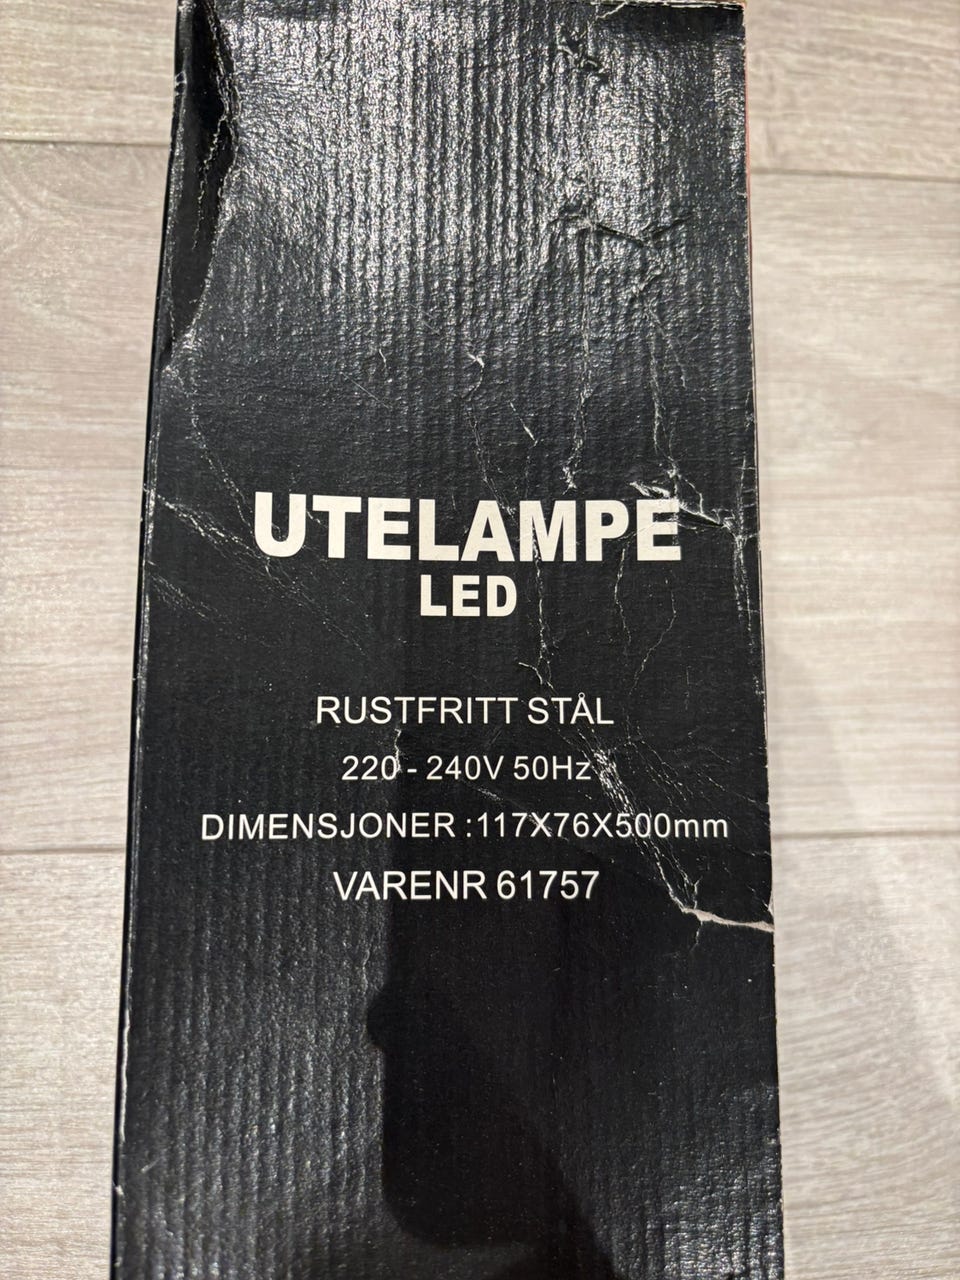 UTELAMPE
LED
RUSTFRITT STÅL
220 - 240V 50Hz
DIMENSJONER :117X76X500mm
VARENR 61757